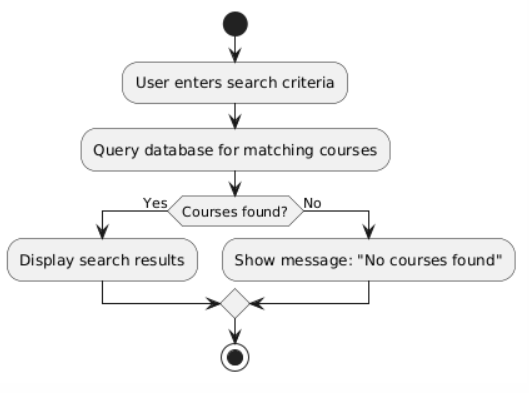 User enters search criteria
Query database for matching courses
Yes
Courses found?
No
Display search results
Show message: "No courses found"